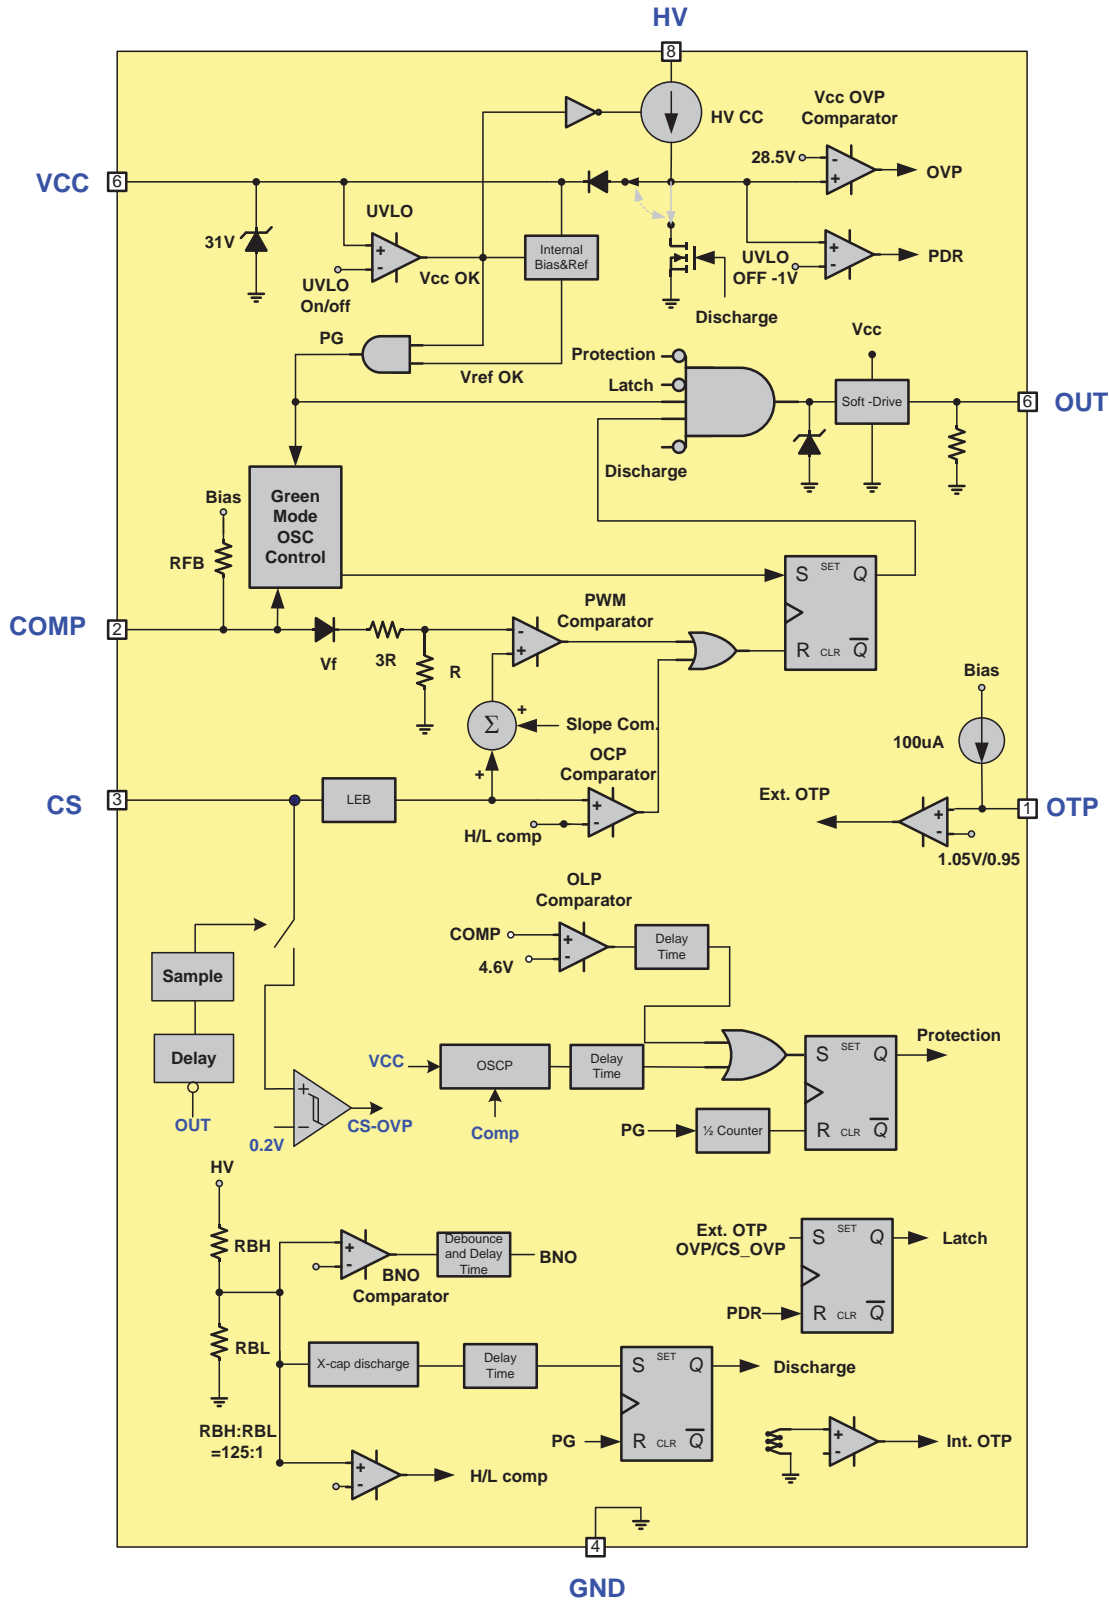 HV
8
HV CC
Vcc OVP
Comparator
28.5V
-
+
OVP
VCC
6
31V
UVLO
+
-
UVLO
On/off
Vcc OK
Internal
Bias&Ref
UVLO
OFF -1V
+
-
PDR
Discharge
PG
Vref OK
Protection
Latch
Discharge
Vcc
Soft -Drive
6
OUT
Bias
RFB
Green
Mode
OSC
Control
COMP
2
Vf
3R
R
PWM
Comparator
-
+
S
SET
Q
R
CLR
Q
Σ
+
+
Slope Com.
Bias
100uA
CS
3
LEB
OCP
Comparator
+
-
H/L comp
Ext. OTP
+
-
1
OTP
1.05V/0.95
OLP
Comparator
COMP
4.6V
+
-
Delay
Time
Sample
Delay
OUT
+
-
0.2V
CS-OVP
VCC
OSCP
Comp
Delay
Time
PG
½ Counter
S
SET
Q
R
CLR
Q
Protection
HV
RBH
RBL
RBH:RBL
=125:1
+
-
BNO
Comparator
Debounce
and Delay
Time
BNO
Ext. OTP
OVP/CS_OVP
PDR
S
SET
Q
R
CLR
Q
Latch
X-cap discharge
Delay
Time
PG
S
SET
Q
R
CLR
Q
Discharge
+
-
H/L comp
+
-
Int. OTP
4
GND